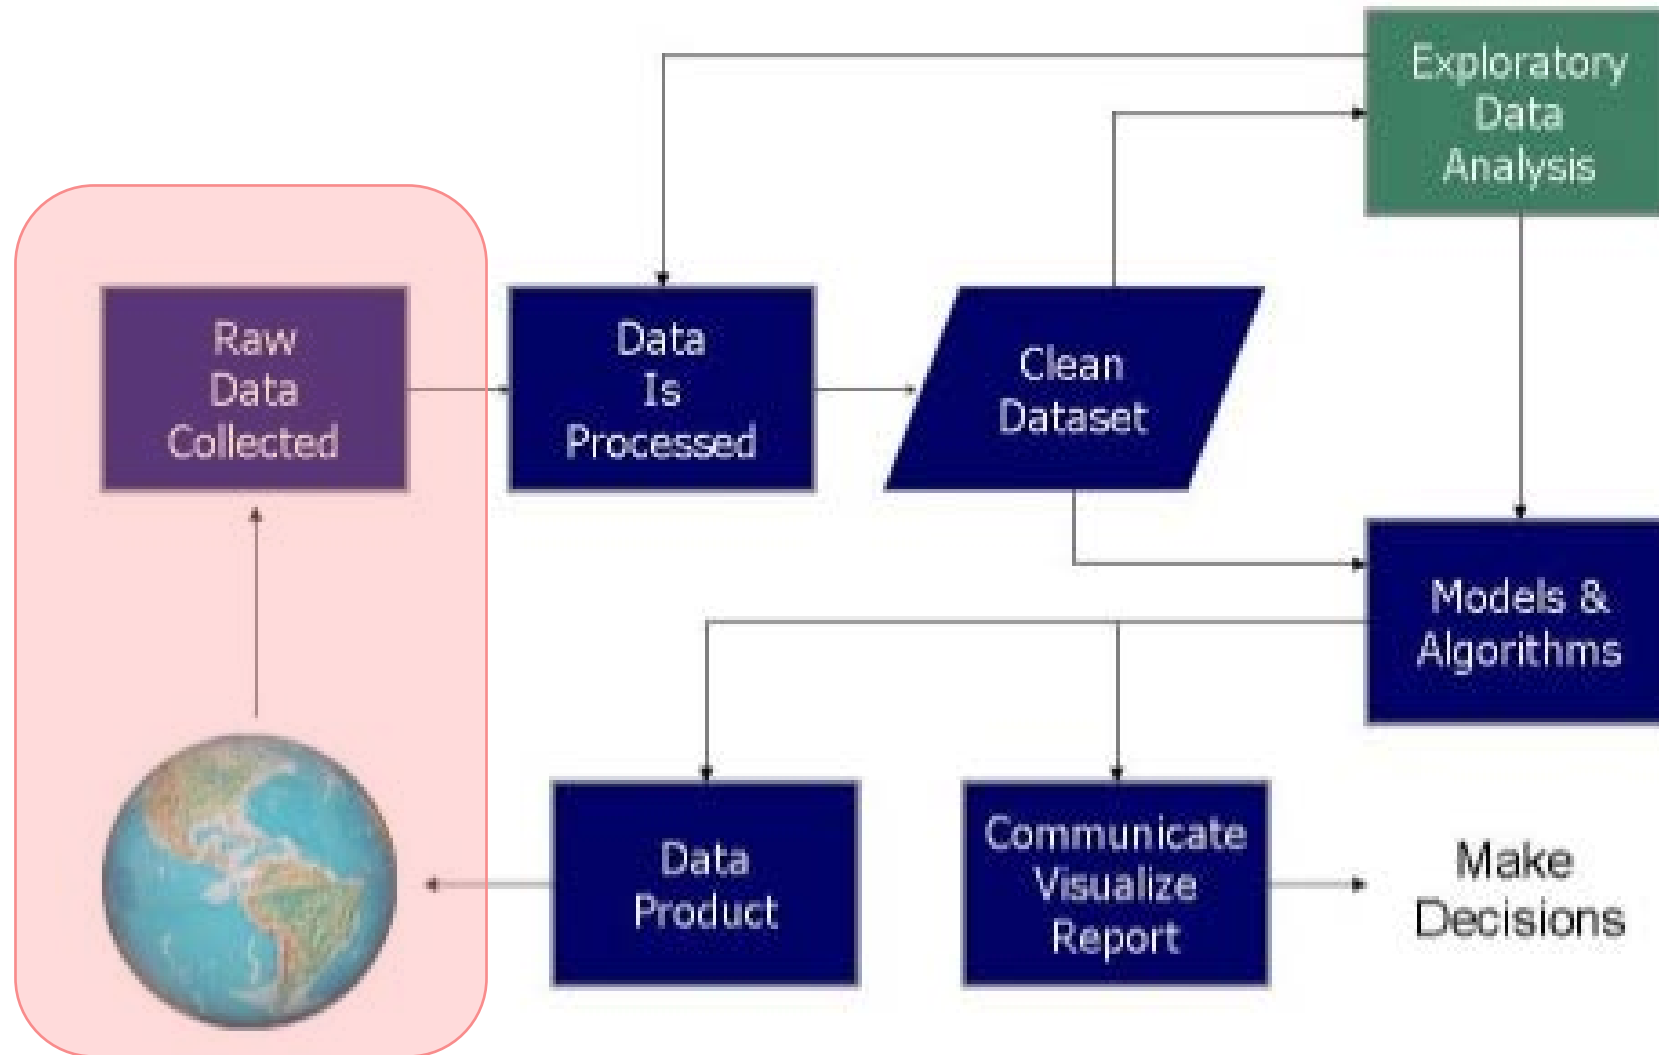 Exploratory
Data
Analysis
Raw
Data
Collected
Data
Is
Processed
Clean
Dataset
Models &
Algorithms
Data
Product
Communicate
Visualize
Report
Make
Decisions